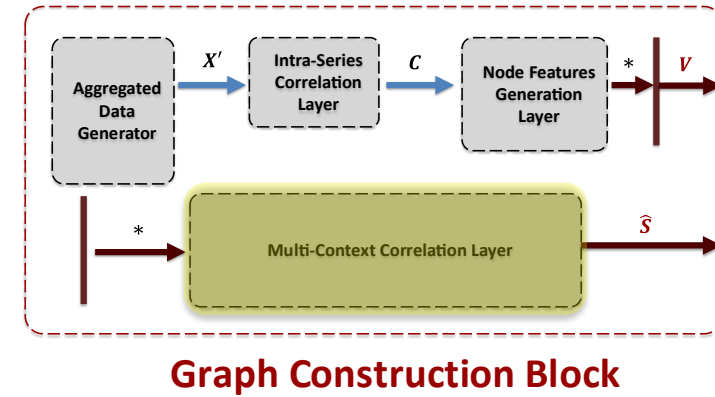 Aggregated
Data
Generator
X′
Intra-Series
Correlation
Layer
C
Node Features
Generation
Layer
*
V
*
Multi-Context Correlation Layer
Ŝ
Graph Construction Block